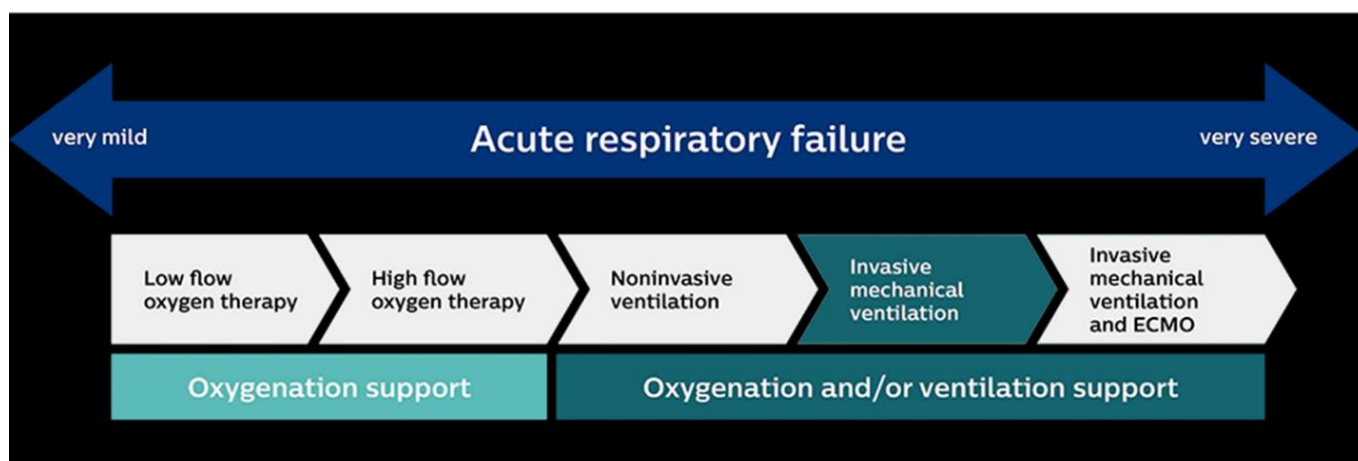 very mild
Acute respiratory failure
very severe
Low flow
oxygen therapy
High flow
oxygen therapy
Noninvasive
ventilation
Invasive
mechanical
ventilation
Invasive
mechanical
ventilation
and ECMO
Oxygenation support
Oxygenation and/or ventilation support